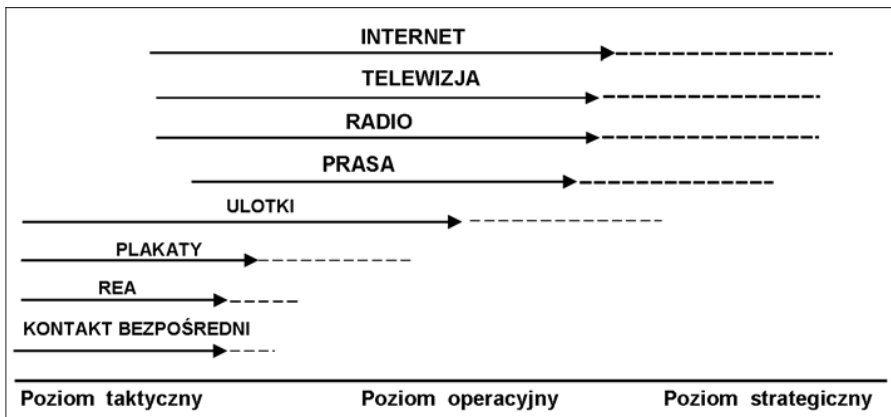 INTERNET
TELEWIZJA
RADIO
PRASA
ULOTKI
PLAKATY
REA
KONTAKT BEZPOŚREDNI
Poziom taktyczny Poziom operacyjny Poziom strategiczny